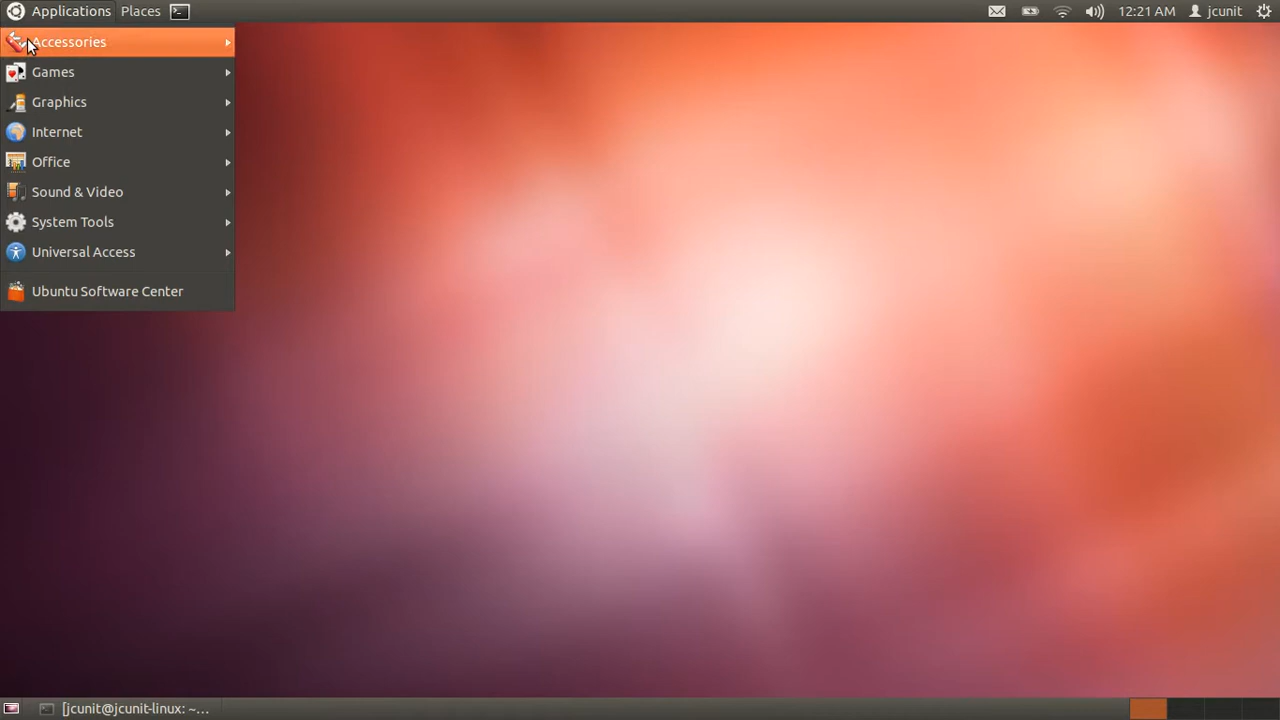 Applications Places 12:21 AM jcunit
Accessories
Games
Graphics
Internet
Office
Sound & Video
System Tools
Universal Access
Ubuntu Software Center
[jcunit@jcunit-linux: ~...